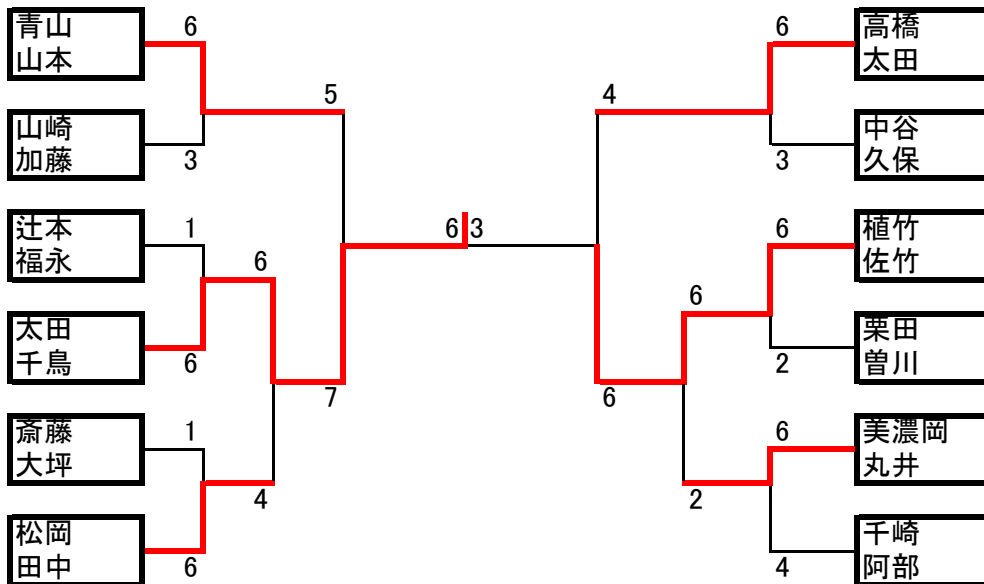 青山
山本
6
山崎
加藤
3
5
辻本
福永
1
6
太田
千鳥
6
7
斎藤
大坪
1
4
松岡
田中
6
6 3
高橋
太田
6
4
中谷
久保
3
植竹
佐竹
6
6
栗田
曽川
2
6
美濃岡
丸井
6
2
千崎
阿部
4